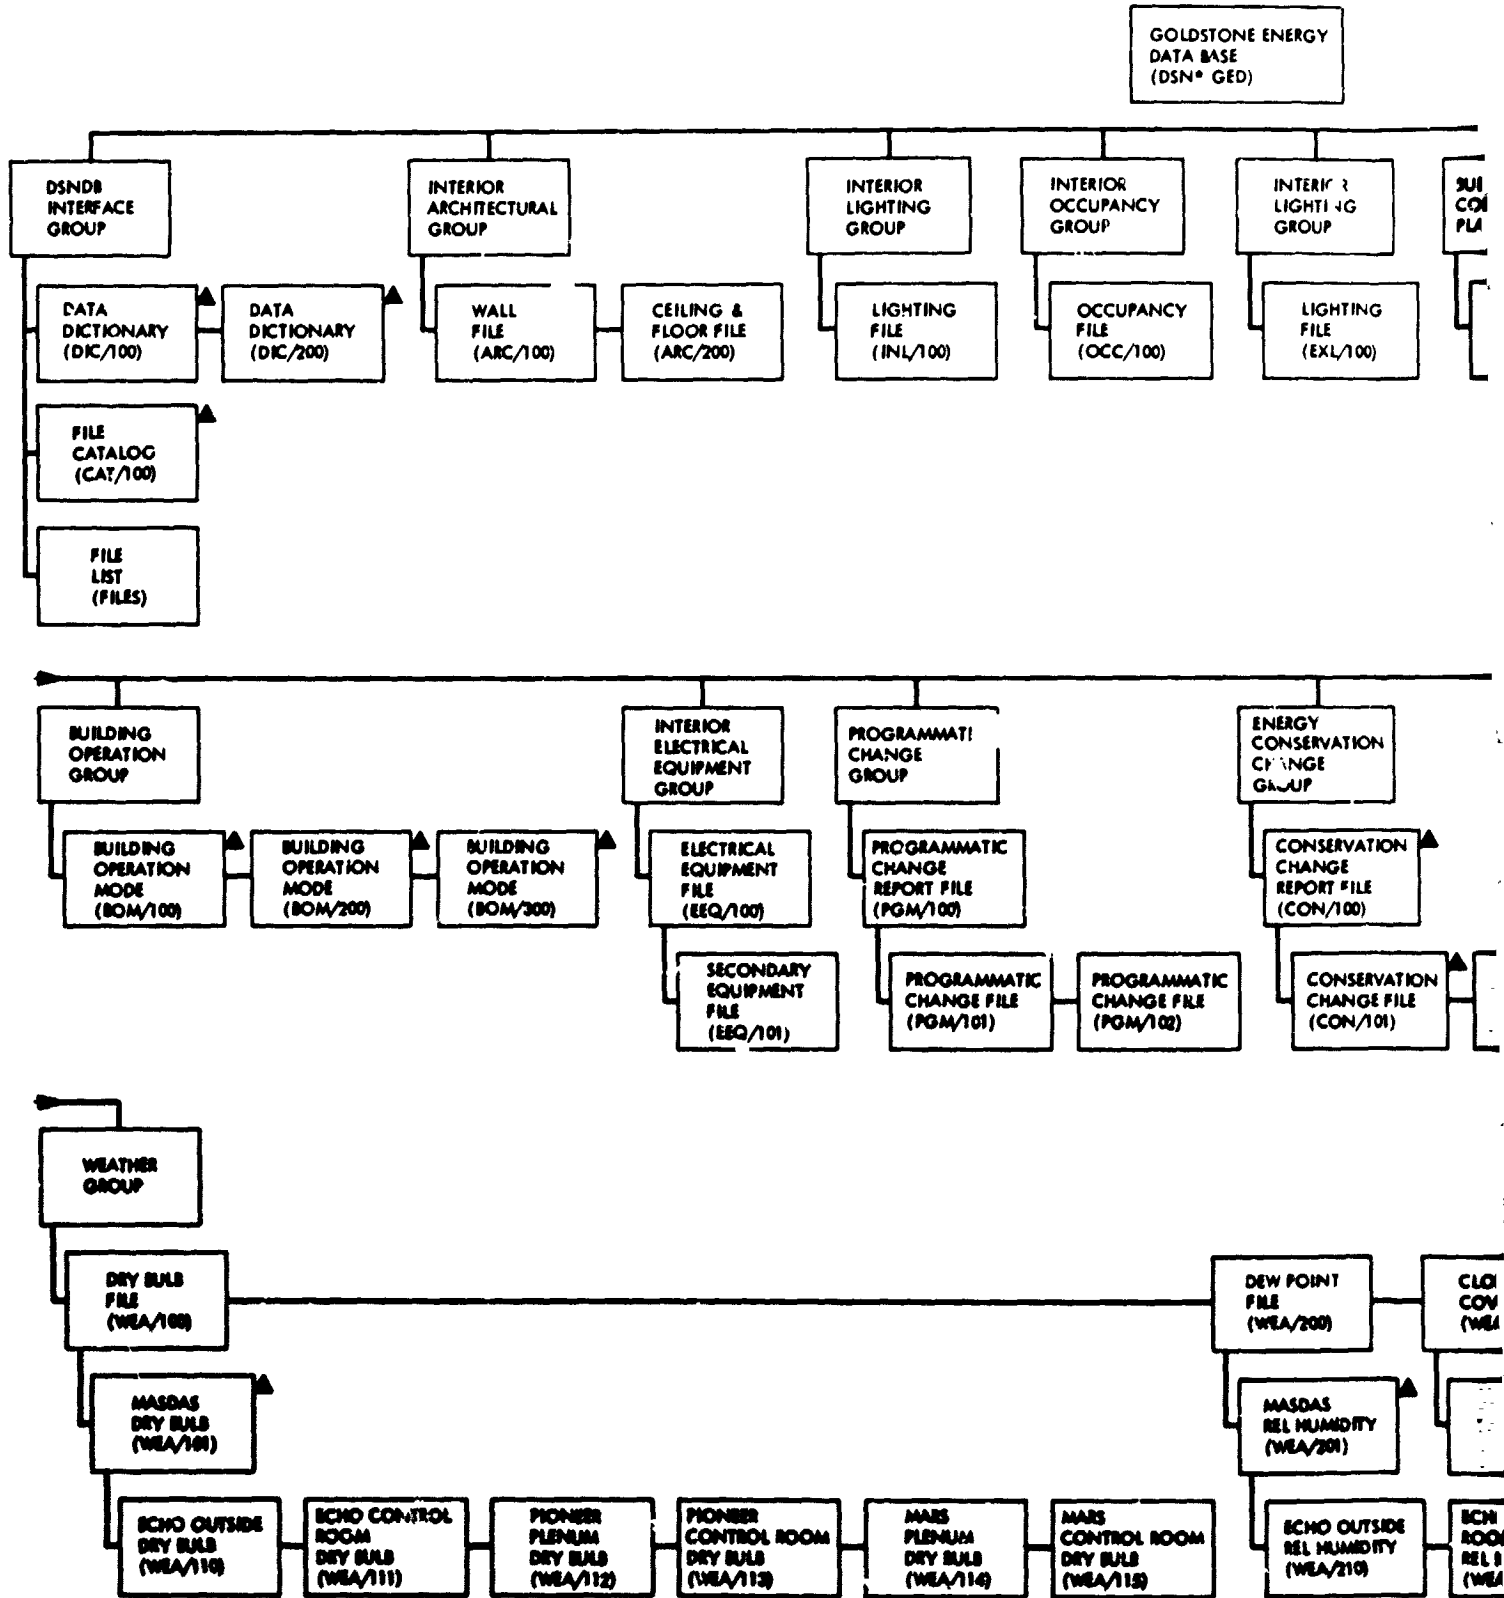 GOLDSTONE ENERGY
DATA BASE
(DSN* GED)
DSNDB
INTERFACE
GROUP
INTERIOR
ARCHITECTURAL
GROUP
INTERIOR
LIGHTING
GROUP
INTERIOR
OCCUPANCY
GROUP
INTERIOR
LIGHTING
GROUP
DATA
DICTIONARY
(DIC/100)
DATA
DICTIONARY
(DIC/200)
WALL
FILE
(ARC/100)
CEILING &
FLOOR FILE
(ARC/200)
LIGHTING
FILE
(INL/100)
OCCUPANCY
FILE
(OCC/100)
LIGHTING
FILE
(EXL/100)
FILE
CATALOG
(CAT/100)
FILE
LIST
(FILES)
BUILDING
OPERATION
GROUP
INTERIOR
ELECTRICAL
EQUIPMENT
GROUP
PROGRAMMATI
CHANGE
GROUP
ENERGY
CONSERVATION
CHANGE
GROUP
BUILDING
OPERATION
MODE
(BOM/100)
BUILDING
OPERATION
MODE
(BOM/200)
BUILDING
OPERATION
MODE
(BOM/300)
ELECTRICAL
EQUIPMENT
FILE
(EEQ/100)
PROGRAMMATIC
CHANGE
REPORT FILE
(PGM/100)
CONSERVATION
CHANGE
REPORT FILE
(CON/100)
SECONDARY
EQUIPMENT
FILE
(EEQ/101)
PROGRAMMATIC
CHANGE FILE
(PGM/101)
PROGRAMMATIC
CHANGE FILE
(PGM/102)
CONSERVATION
CHANGE FILE
(CON/101)
WEATHER
GROUP
DRY BULB
FILE
(WEA/100)
DEW POINT
FILE
(WEA/200)
MASDAS
DRY BULB
(WEA/101)
MASDAS
REL HUMIDITY
(WEA/201)
ECHO OUTSIDE
DRY BULB
(WEA/110)
ECHO CONTROL
ROOM
DRY BULB
(WEA/111)
PIONEER
PLENUM
DRY BULB
(WEA/112)
PIONEER
CONTROL ROOM
DRY BULB
(WEA/113)
MARS
PLENUM
DRY BULB
(WEA/114)
MARS
CONTROL ROOM
DRY BULB
(WEA/115)
ECHO OUTSIDE
REL HUMIDITY
(WEA/210)